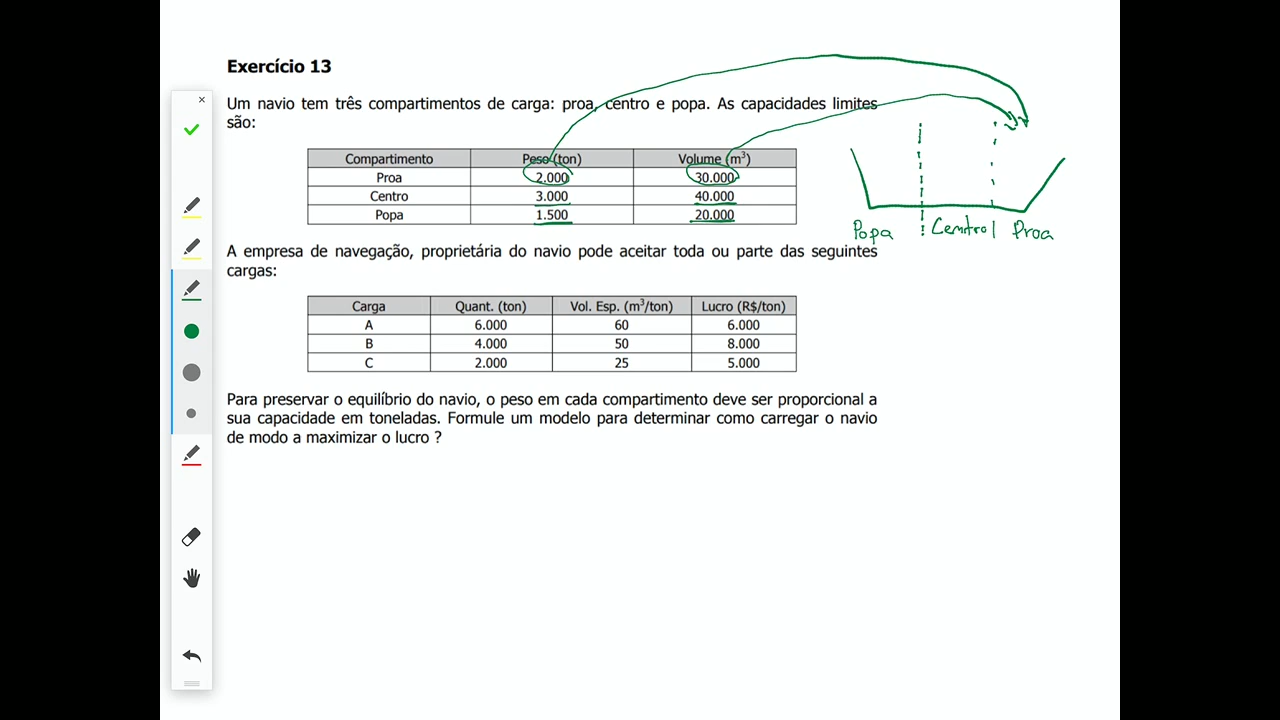 Exercício 13
Um navio tem três compartimentos de carga: proa, centro e popa. As capacidades limites
são:
Compartimento Peso (ton) Volume (m³)
Proa 2.000 30.000
Centro 3.000 40.000
Popa 1.500 20.000
Popa Central Proa
A empresa de navegação, proprietária do navio pode aceitar toda ou parte das seguintes
cargas:
Carga Quant. (ton) Vol. Esp. (m³/ton) Lucro (R$/ton)
A 6.000 60 6.000
B 4.000 50 8.000
C 2.000 25 5.000
Para preservar o equilíbrio do navio, o peso em cada compartimento deve ser proporcional a
sua capacidade em toneladas. Formule um modelo para determinar como carregar o navio
de modo a maximizar o lucro ?